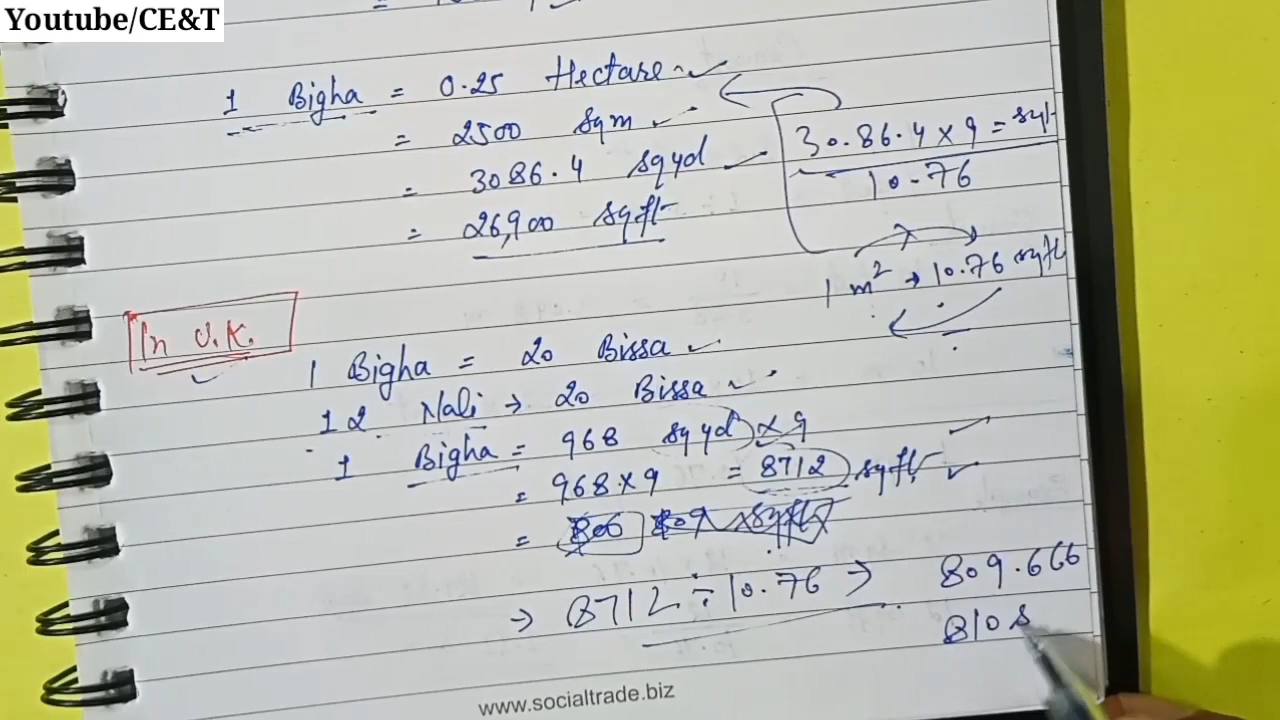 Youtube/CE&T
1 Bigha = 0.25 Hectare
= 2500 sqm
= 3086.4 sqyd
= 26,900 sqft
30.86.4 x 9 = sqft
10.76
1 m² → 10.76 sqft
In U.K.
1 Bigha = 20 Bissa
12 Nali → 20 Bissa
1 Bigha = 968 sqyd x 9
= 968 x 9 = 8712 sqft
= 806 809 sqft
→ 8712 ÷ 10.76 → 809.666
810 s
www.socialtrade.biz